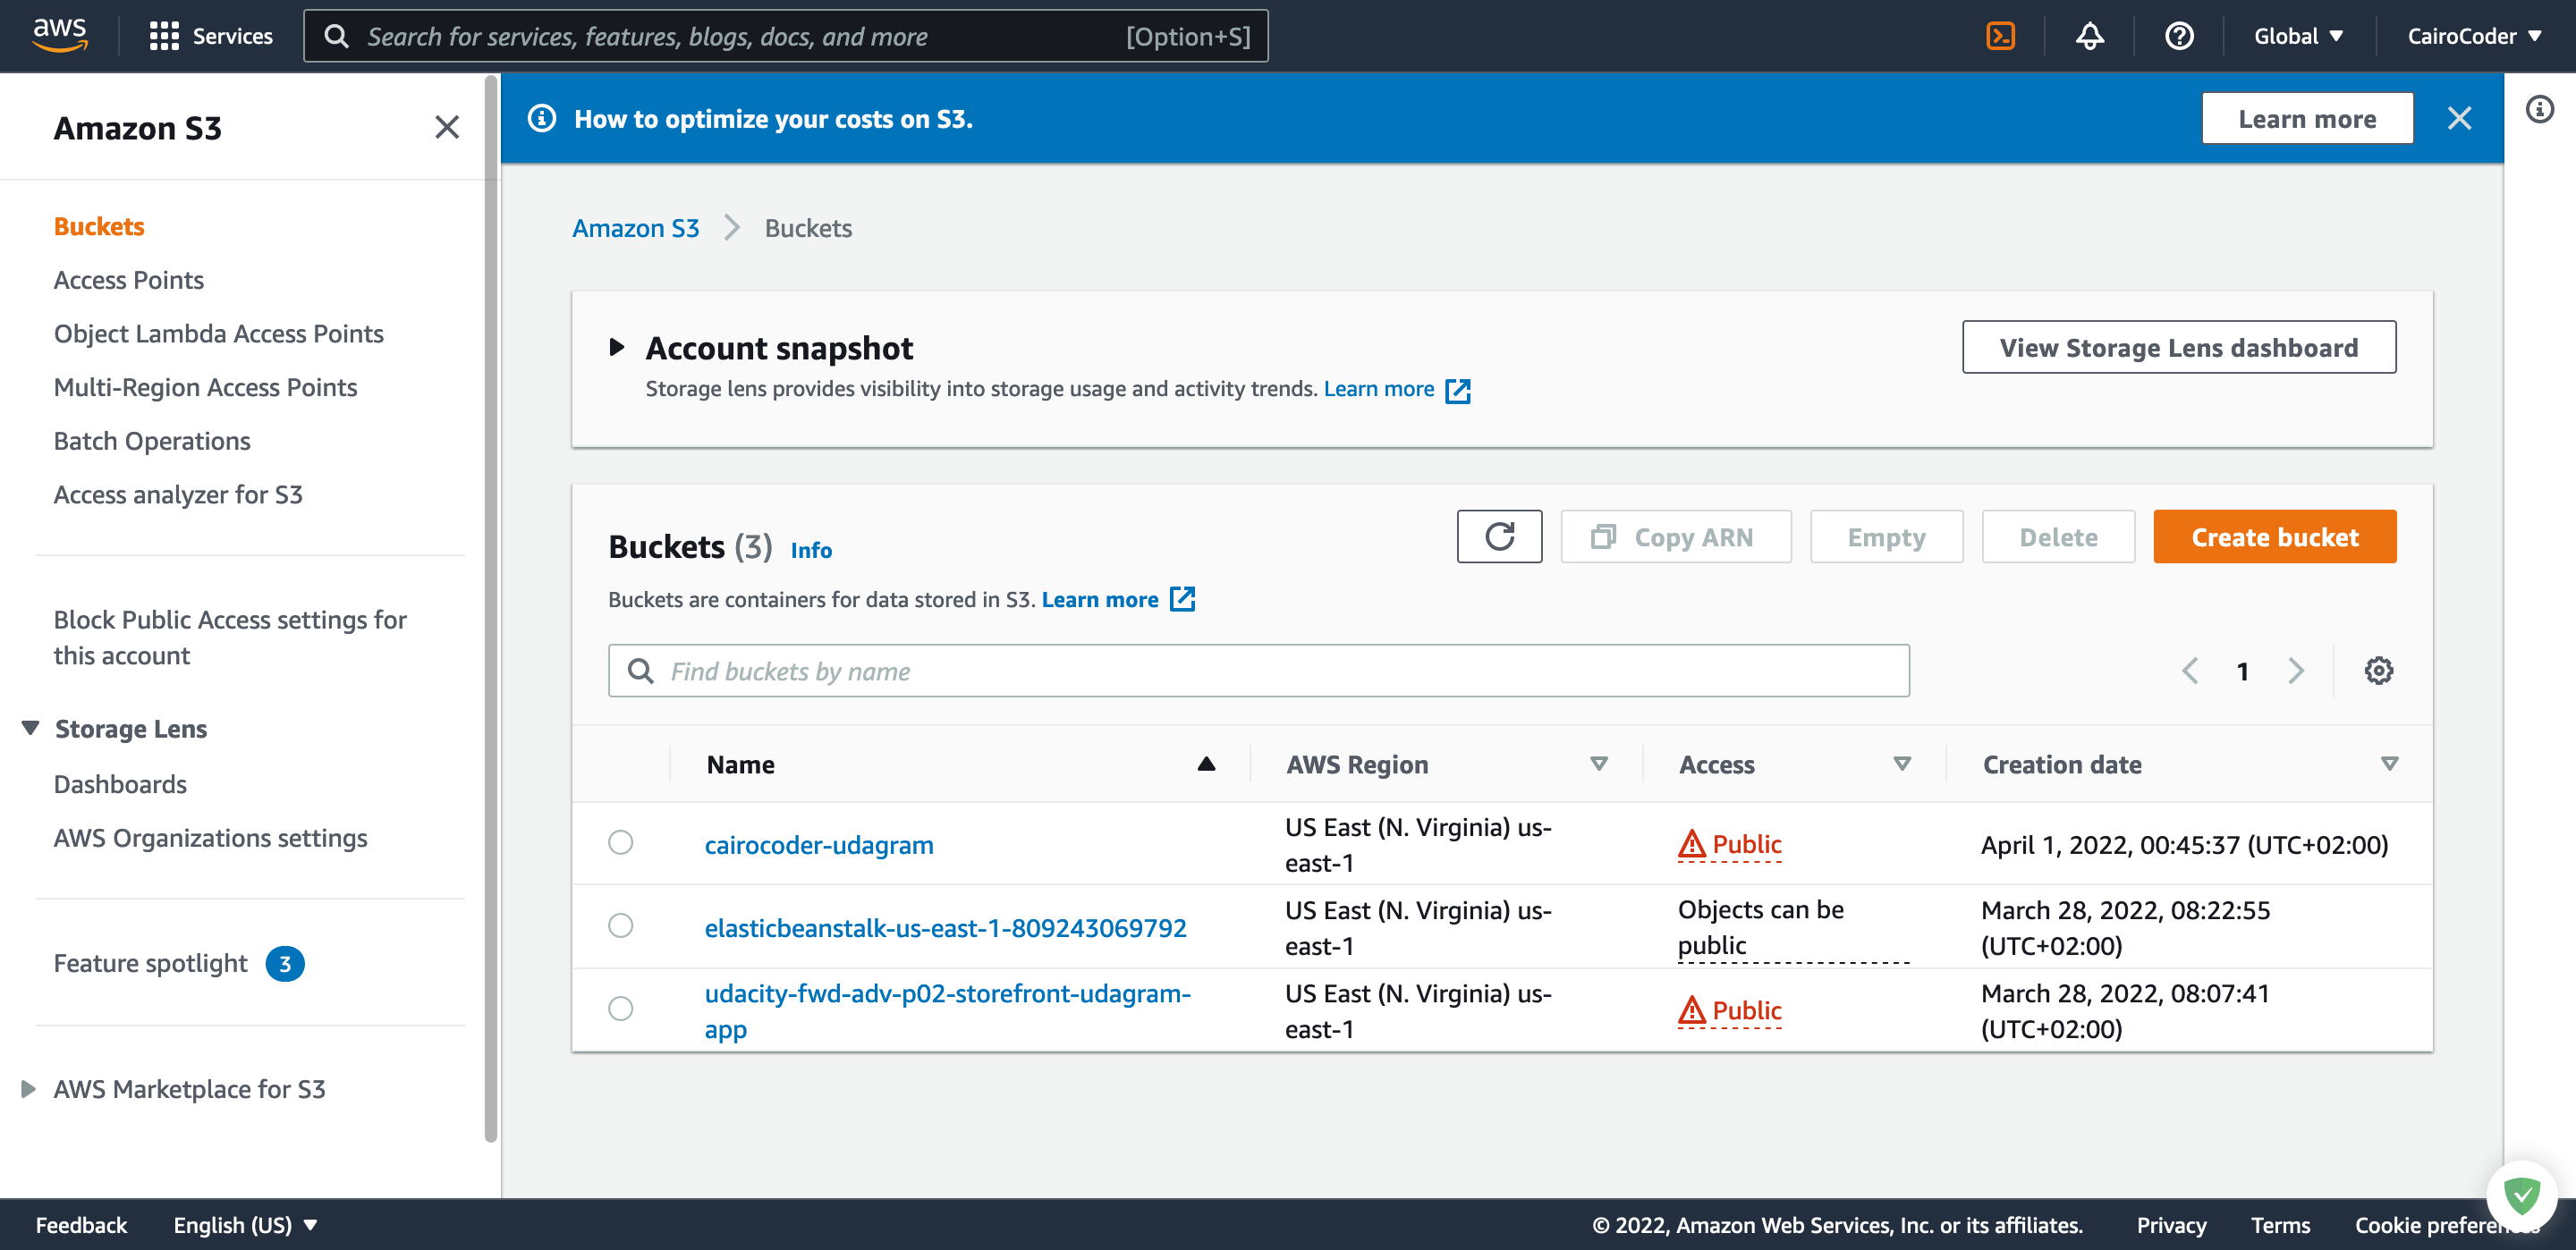 aws
Services
Search for services, features, blogs, docs, and more [Option+S]
Global
CairoCoder
Amazon S3
Buckets
Access Points
Object Lambda Access Points
Multi-Region Access Points
Batch Operations
Access analyzer for S3
Block Public Access settings for
this account
Storage Lens
Dashboards
AWS Organizations settings
Feature spotlight 3
AWS Marketplace for S3
How to optimize your costs on S3.
Learn more
Amazon S3 Buckets
Account snapshot
Storage lens provides visibility into storage usage and activity trends. Learn more
View Storage Lens dashboard
Buckets (3) Info
Copy ARN
Empty
Delete
Create bucket
Buckets are containers for data stored in S3. Learn more
Find buckets by name
1
Name AWS Region Access Creation date
cairocoder-udagram
US East (N. Virginia) us-
east-1
Public
April 1, 2022, 00:45:37 (UTC+02:00)
elasticbeanstalk-us-east-1-809243069792
US East (N. Virginia) us-
east-1
Objects can be
public
March 28, 2022, 08:22:55
(UTC+02:00)
udacity-fwd-adv-p02-storefront-udagram-
app
US East (N. Virginia) us-
east-1
Public
March 28, 2022, 08:07:41
(UTC+02:00)
Feedback English (US) © 2022, Amazon Web Services, Inc. or its affiliates. Privacy Terms Cookie